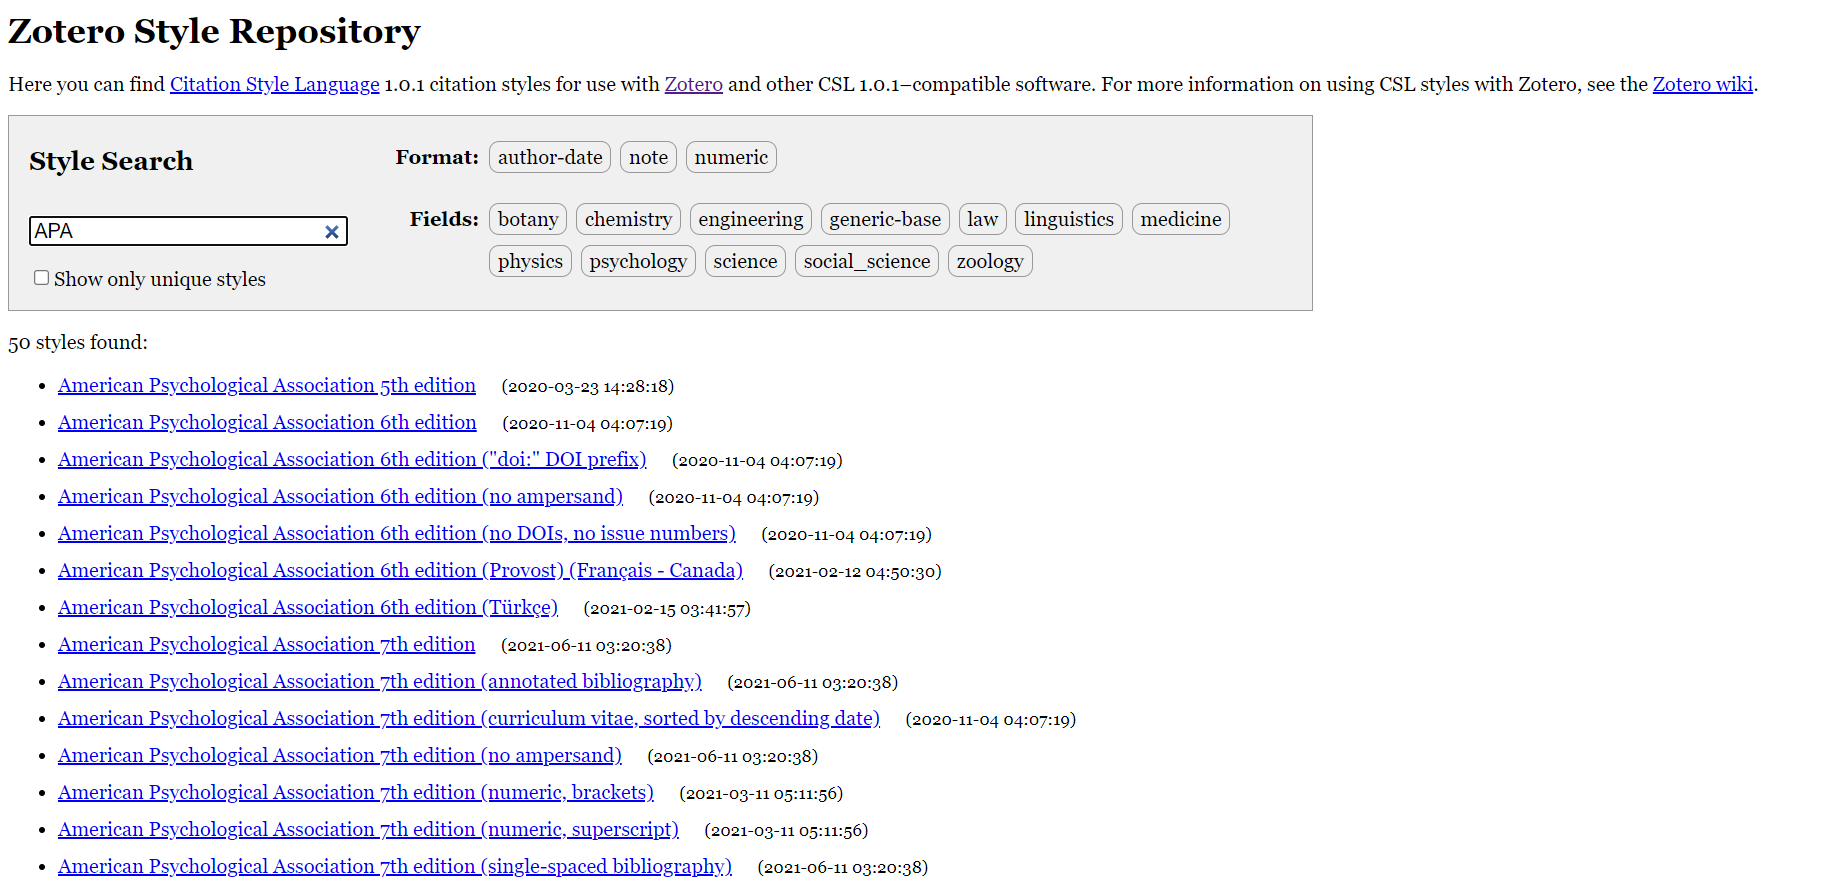 Zotero Style Repository
Here you can find Citation Style Language 1.0.1 citation styles for use with Zotero and other CSL 1.0.1–compatible software. For more information on using CSL styles with Zotero, see the Zotero wiki.
Style Search
Format: author-date note numeric
APA
Fields: botany chemistry engineering generic-base law linguistics medicine
physics psychology science social_science zoology
Show only unique styles
50 styles found:
• American Psychological Association 5th edition (2020-03-23 14:28:18)
• American Psychological Association 6th edition (2020-11-04 04:07:19)
• American Psychological Association 6th edition ("doi:" DOI prefix) (2020-11-04 04:07:19)
• American Psychological Association 6th edition (no ampersand) (2020-11-04 04:07:19)
• American Psychological Association 6th edition (no DOIs, no issue numbers) (2020-11-04 04:07:19)
• American Psychological Association 6th edition (Provost) (Français - Canada) (2021-02-12 04:50:30)
• American Psychological Association 6th edition (Türkçe) (2021-02-15 03:41:57)
• American Psychological Association 7th edition (2021-06-11 03:20:38)
• American Psychological Association 7th edition (annotated bibliography) (2021-06-11 03:20:38)
• American Psychological Association 7th edition (curriculum vitae, sorted by descending date) (2020-11-04 04:07:19)
• American Psychological Association 7th edition (no ampersand) (2021-06-11 03:20:38)
• American Psychological Association 7th edition (numeric, brackets) (2021-03-11 05:11:56)
• American Psychological Association 7th edition (numeric, superscript) (2021-03-11 05:11:56)
• American Psychological Association 7th edition (single-spaced bibliography) (2021-06-11 03:20:38)